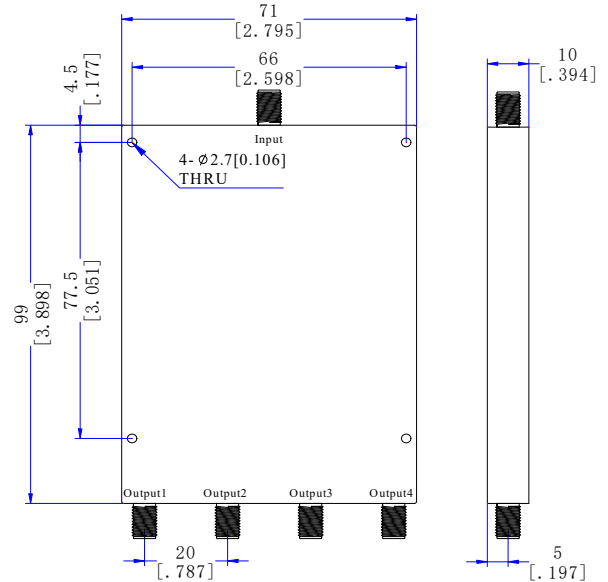 71
[2.795]
66
[2.598]
10
[.394]
4.5
[.177]
Input
4-φ2.7[0.106]
THRU
99
[3.898]
77.5
[3.051]
Output1
Output2
Output3
Output4
20
[.787]
5
[.197]